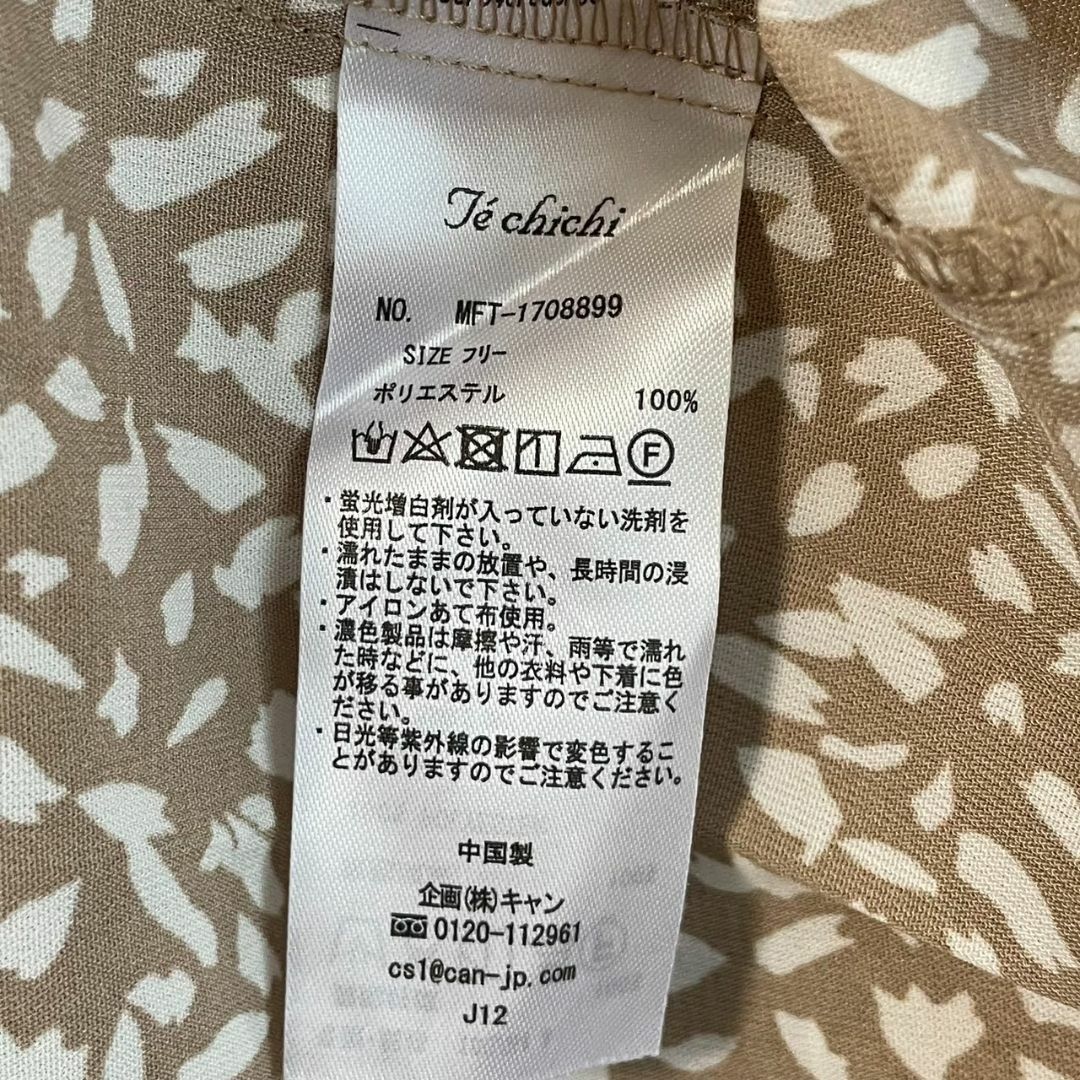 Té chichi
NO. MFT-1708899
SIZE フリー
ポリエステル 100%
F
・蛍光増白剤が入っていない洗剤を
使用して下さい。
・濡れたままの放置や、長時間の浸
漬はしないで下さい。
・アイロンあて布使用。
・濃色製品は摩擦や汗、雨等で濡れ
た時などに、他の衣料や下着に色
が移る事がありますのでご注意く
ださい。
・日光等紫外線の影響で変色するこ
とがありますのでご注意ください。
中国製
企画(株)キャン
0120-112961
cs1@can-jp.com
J12